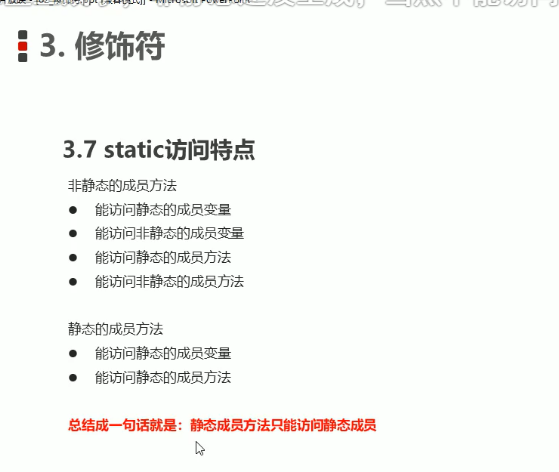 3. 修饰符
3.7 static访问特点
非静态的成员方法
● 能访问静态的成员变量
● 能访问非静态的成员变量
● 能访问静态的成员方法
● 能访问非静态的成员方法
静态的成员方法
● 能访问静态的成员变量
● 能访问静态的成员方法
总结成一句话就是：静态成员方法只能访问静态成员